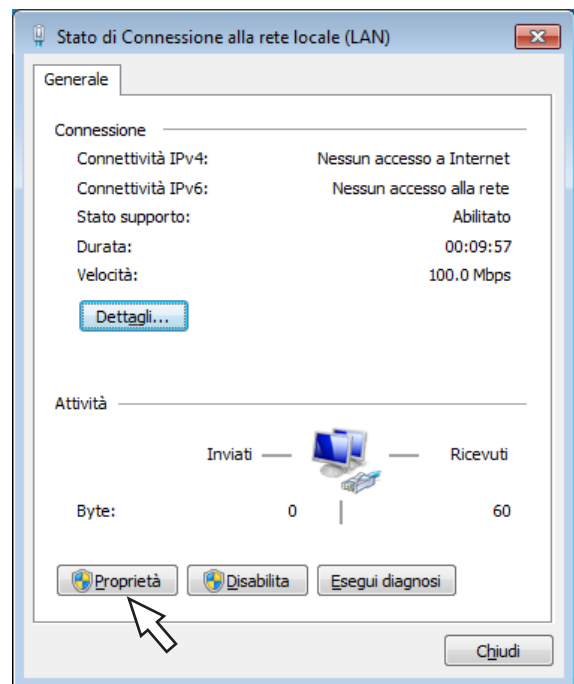 Stato di Connessione alla rete locale (LAN)
Generale
Connessione
Connettività IPv4: Nessun accesso a Internet
Connettività IPv6: Nessun accesso alla rete
Stato supporto: Abilitato
Durata: 00:09:57
Velocità: 100.0 Mbps
Dettagli...
Attività
Inviati Ricevuti
Byte: 0 60
Proprietà Disabilita Esegui diagnosi
Chiudi